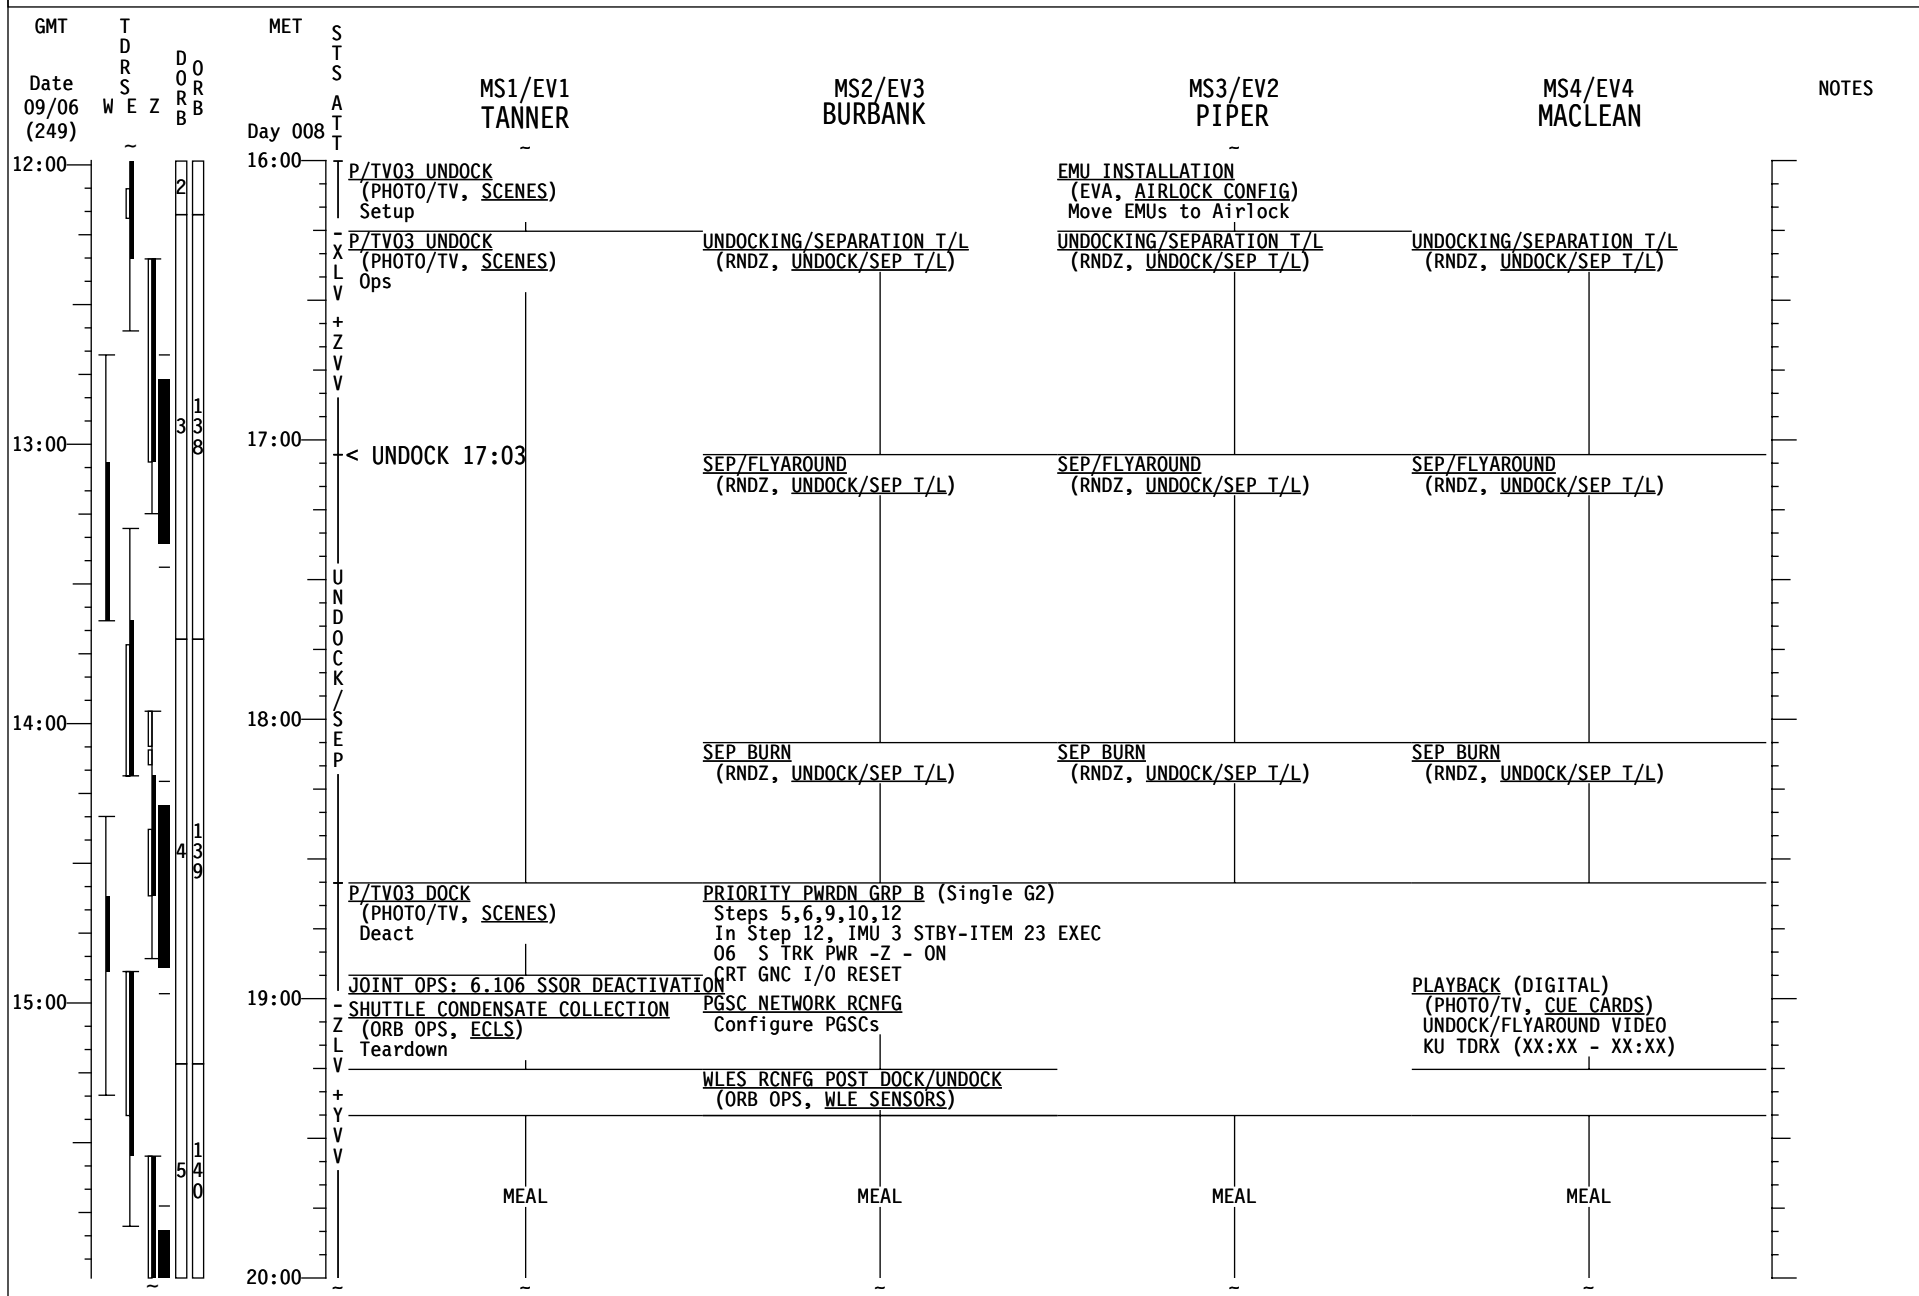 GMT
TDRS
W E Z
DORB
ORB
MET
STS ATT
Date
09/06
(249)
Day 008
MS1/EV1
TANNER
MS2/EV3
BURBANK
MS3/EV2
PIPER
MS4/EV4
MACLEAN
NOTES
12:00
13:00
14:00
15:00
2
3
4
5
138
139
140
16:00
17:00
18:00
19:00
20:00
-XLV +ZVV
UNDOCK/SEP
-ZLV +YVV
< UNDOCK 17:03
P/TV03 UNDOCK
(PHOTO/TV, SCENES)
Setup
P/TV03 UNDOCK
(PHOTO/TV, SCENES)
Ops
P/TV03 DOCK
(PHOTO/TV, SCENES)
Deact
JOINT OPS: 6.106 SSOR DEACTIVATION
SHUTTLE CONDENSATE COLLECTION
(ORB OPS, ECLS)
Teardown
MEAL
UNDOCKING/SEPARATION T/L
(RNDZ, UNDOCK/SEP T/L)
SEP/FLYAROUND
(RNDZ, UNDOCK/SEP T/L)
SEP BURN
(RNDZ, UNDOCK/SEP T/L)
PRIORITY PWRDN GRP B (Single G2)
Steps 5,6,9,10,12
In Step 12, IMU 3 STBY-ITEM 23 EXEC
O6 S TRK PWR -Z - ON
CRT GNC I/O RESET
PGSC NETWORK RCNFG
Configure PGSCs
WLES RCNFG POST DOCK/UNDOCK
(ORB OPS, WLE SENSORS)
MEAL
EMU INSTALLATION
(EVA, AIRLOCK CONFIG)
Move EMUs to Airlock
UNDOCKING/SEPARATION T/L
(RNDZ, UNDOCK/SEP T/L)
SEP/FLYAROUND
(RNDZ, UNDOCK/SEP T/L)
SEP BURN
(RNDZ, UNDOCK/SEP T/L)
MEAL
UNDOCKING/SEPARATION T/L
(RNDZ, UNDOCK/SEP T/L)
SEP/FLYAROUND
(RNDZ, UNDOCK/SEP T/L)
SEP BURN
(RNDZ, UNDOCK/SEP T/L)
PLAYBACK (DIGITAL)
(PHOTO/TV, CUE CARDS)
UNDOCK/FLYAROUND VIDEO
KU TDRX (XX:XX - XX:XX)
MEAL